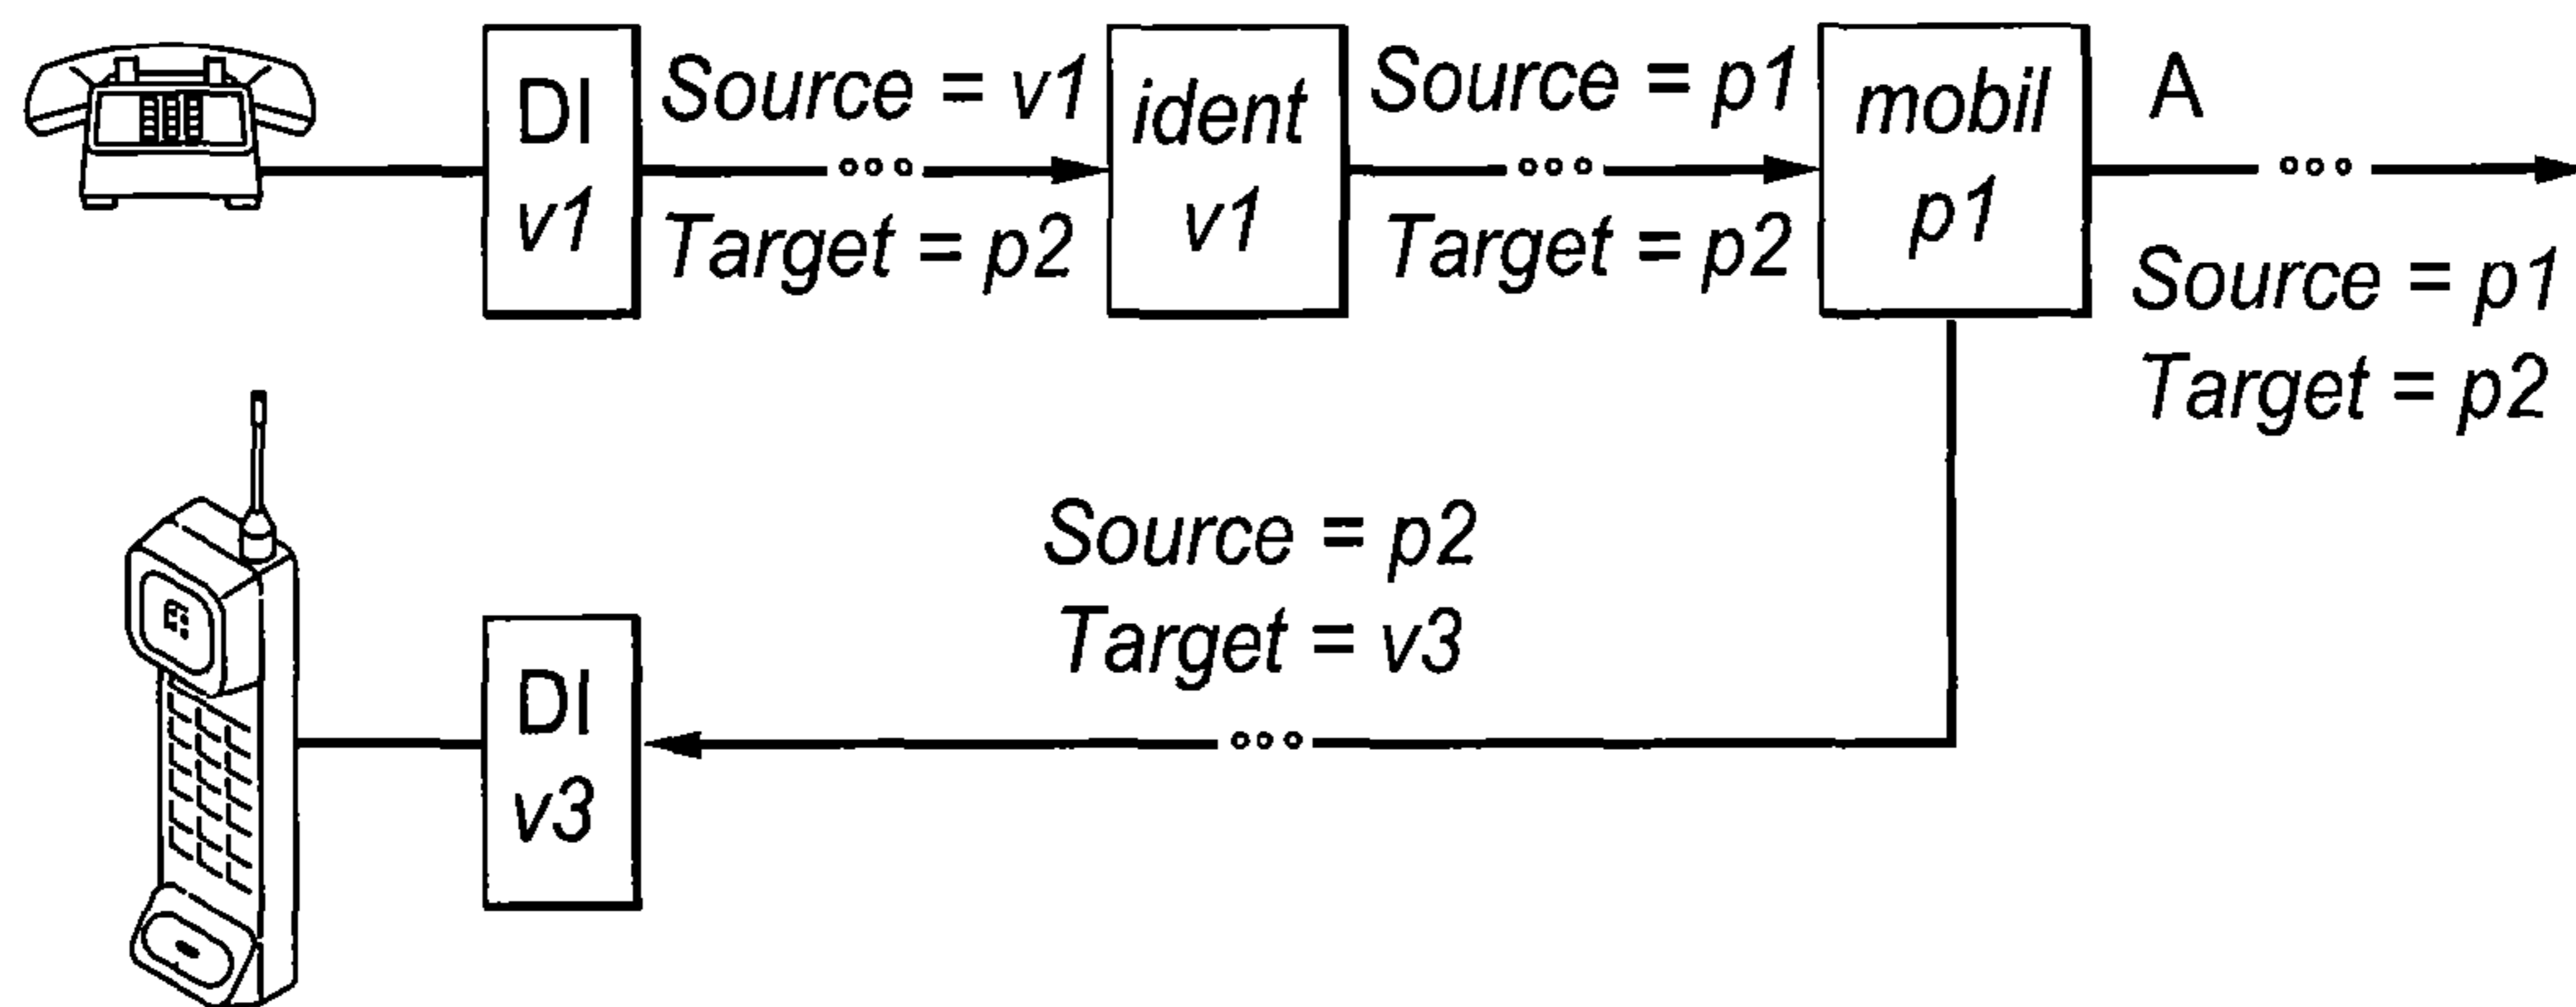 DI
v1
Source = v1
Target = p2
ident
v1
Source = p1
Target = p2
mobil
p1
A
Source = p1
Target = p2
Source = p2
Target = v3
DI
v3